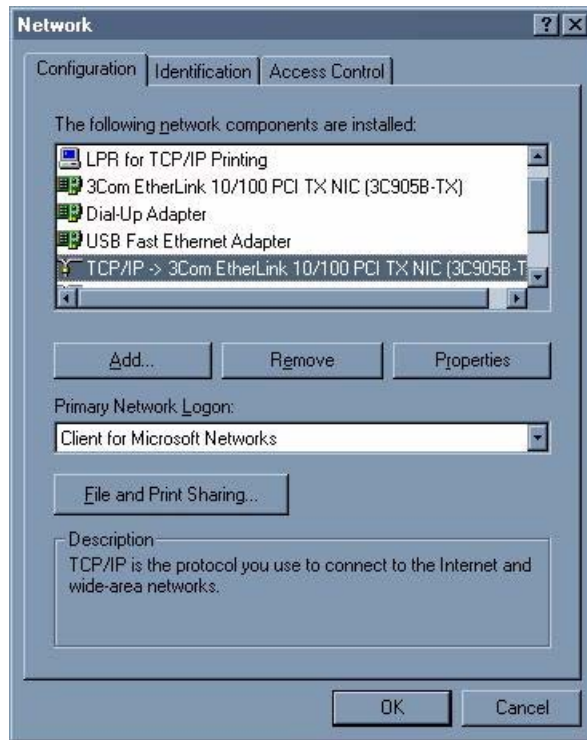 Network
Configuration
Identification
Access Control
The following network components are installed:
LPR for TCP/IP Printing
3Com EtherLink 10/100 PCI TX NIC (3C905B-TX)
Dial-Up Adapter
USB Fast Ethernet Adapter
TCP/IP -> 3Com EtherLink 10/100 PCI TX NIC (3C905B-T
Add...
Remove
Properties
Primary Network Logon:
Client for Microsoft Networks
File and Print Sharing...
Description
TCP/IP is the protocol you use to connect to the Internet and
wide-area networks.
OK
Cancel